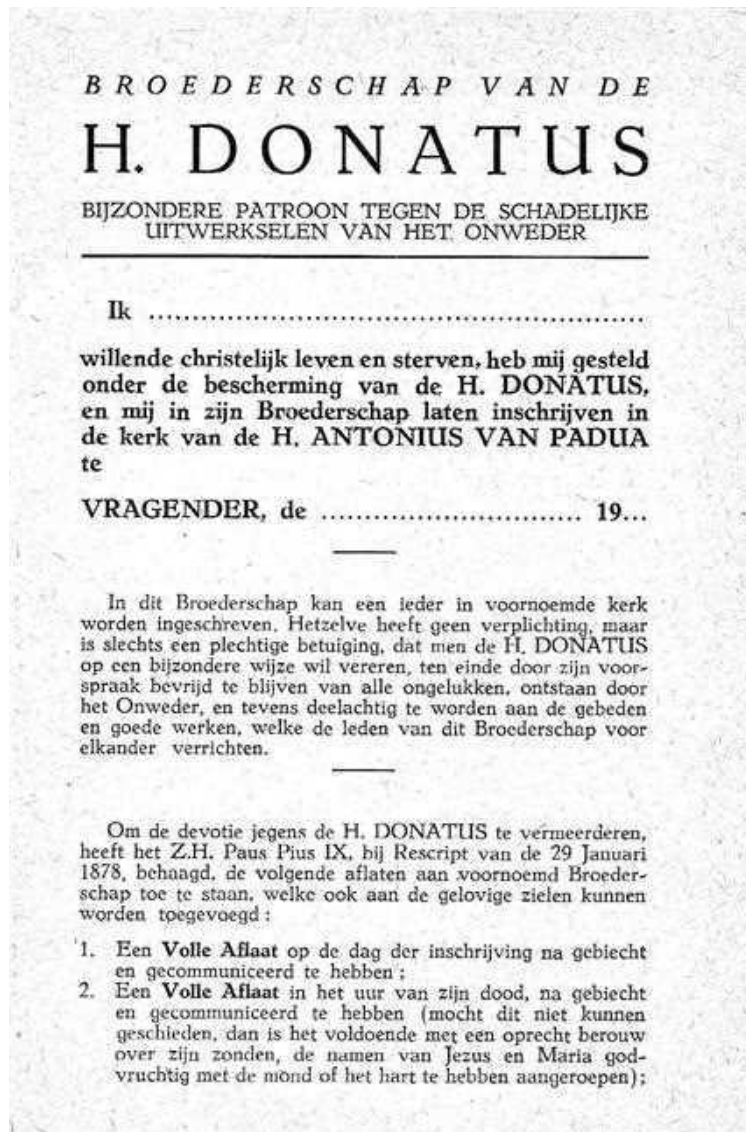 BROEDERSCHAP VAN DE
H. DONATUS
BIJZONDERE PATROON TEGEN DE SCHADELIJKE
UITWERKSELEN VAN HET ONWEDER
Ik ........................................................
willende christelijk leven en sterven, heb mij gesteld
onder de bescherming van de H. DONATUS,
en mij in zijn Broederschap laten inschrijven in
de kerk van de H. ANTONIUS VAN PADUA
te
VRAGENDER, de .............................. 19...
In dit Broederschap kan een ieder in voornoemde kerk
worden ingeschreven. Hetzelve heeft geen verplichting, maar
is slechts een plechtige betuiging, dat men de H. DONATUS
op een bijzondere wijze wil vereren, ten einde door zijn voor-
spraak bevrijd te blijven van alle ongelukken, ontstaan door
het Onweder, en tevens deelachtig te worden aan de gebeden
en goede werken, welke de leden van dit Broederschap voor
elkander verrichten.
Om de devotie jegens de H. DONATUS te vermeerderen,
heeft het Z.H. Paus Pius IX, bij Rescript van de 29 Januari
1878, behaagd, de volgende aflaten aan voornoemd Broeder-
schap toe te staan, welke ook aan de gelovige zielen kunnen
worden toegevoegd :
1. Een Volle Aflaat op de dag der inschrijving na gebiecht
en gecommuniceerd te hebben ;
2. Een Volle Aflaat in het uur van zijn dood, na gebiecht
en gecommuniceerd te hebben (mocht dit niet kunnen
geschieden, dan is het voldoende met een oprecht berouw
over zijn zonden, de namen van Jezus en Maria god-
vruchtig met de mond of het hart te hebben aangeroepen);